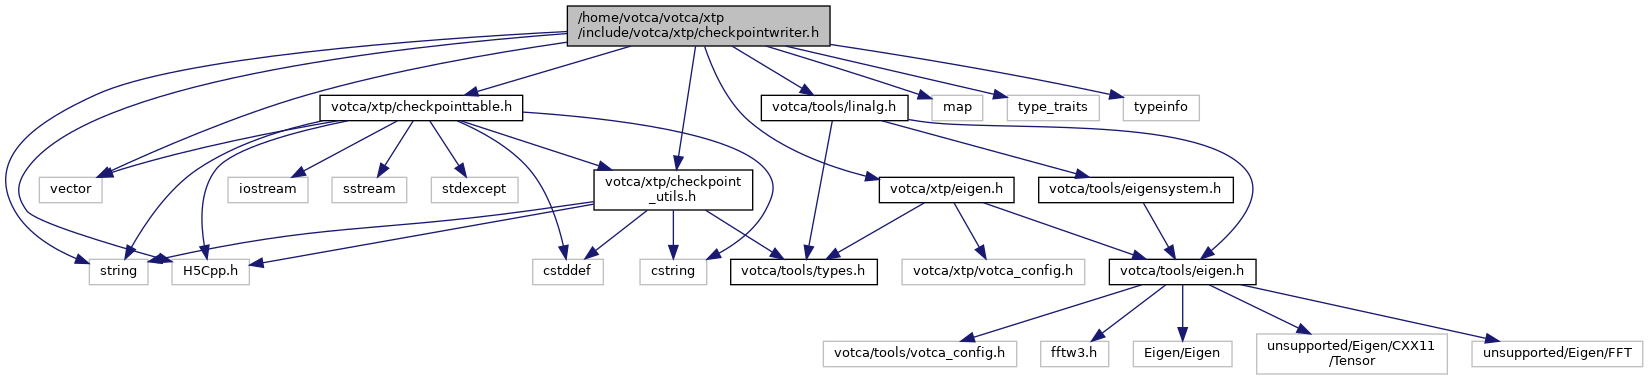 /home/votca/votca/xtp
/include/votca/xtp/checkpointwriter.h
votca/xtp/checkpointtable.h
votca/tools/linalg.h
map
type_traits
typeinfo
vector
iostream
sstream
stdexcept
votca/xtp/checkpoint
_utils.h
votca/xtp/eigen.h
votca/tools/eigensystem.h
string
H5Cpp.h
cstddef
cstring
votca/tools/types.h
votca/xtp/votca_config.h
votca/tools/eigen.h
votca/tools/votca_config.h
fftw3.h
Eigen/Eigen
unsupported/Eigen/CXX11
/Tensor
unsupported/Eigen/FFT